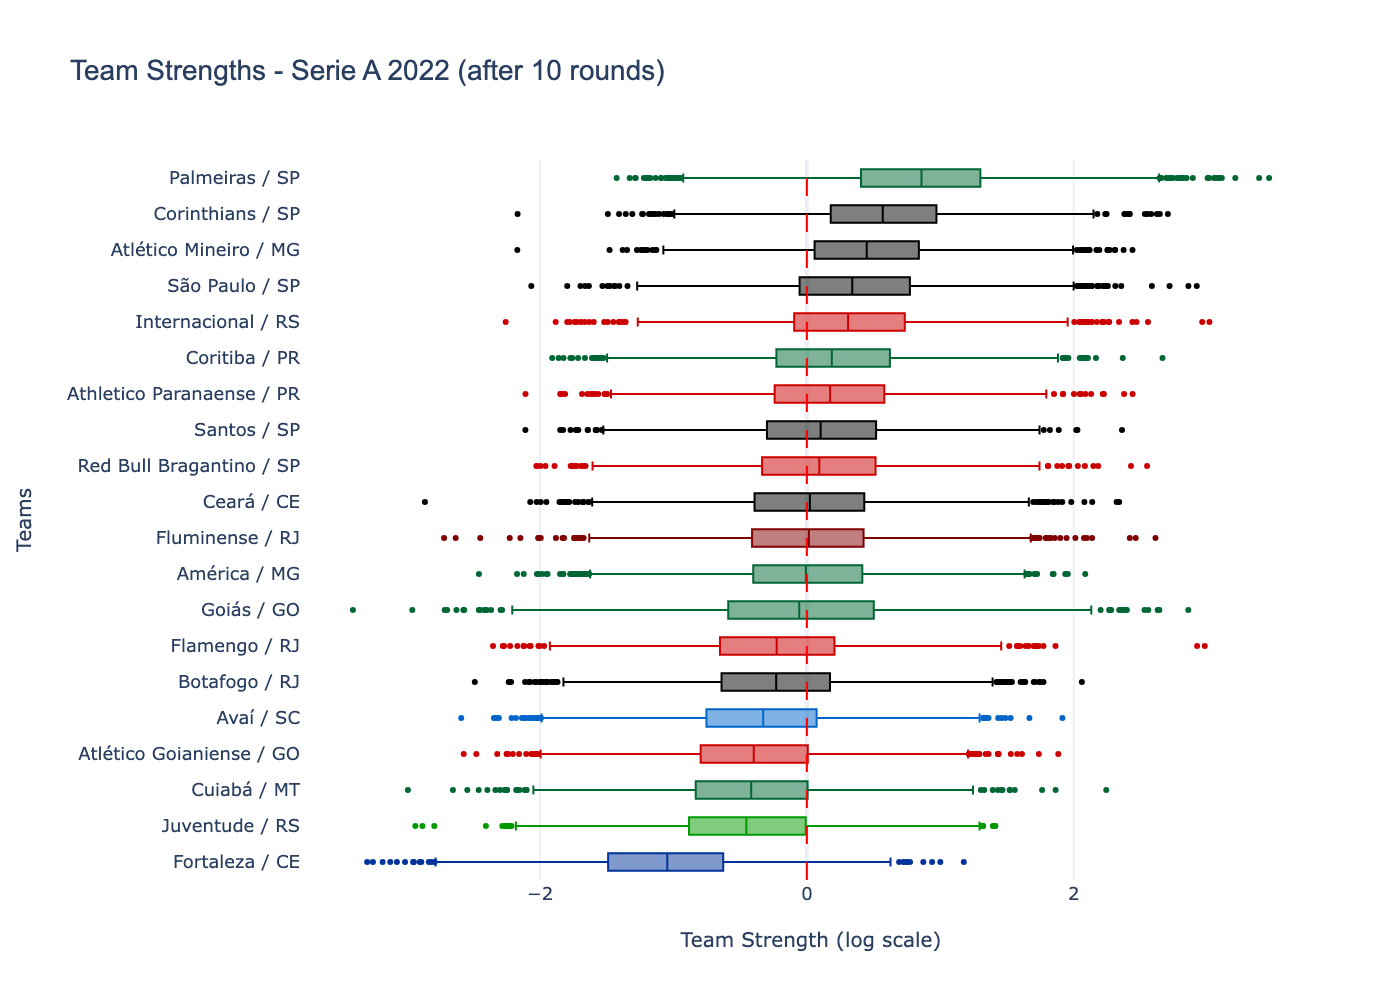 Team Strengths - Serie A 2022 (after 10 rounds)
Palmeiras / SP
Corinthians / SP
Atlético Mineiro / MG
São Paulo / SP
Internacional / RS
Coritiba / PR
Athletico Paranaense / PR
Santos / SP
Red Bull Bragantino / SP
Ceará / CE
Fluminense / RJ
América / MG
Goiás / GO
Flamengo / RJ
Botafogo / RJ
Avaí / SC
Atlético Goianiense / GO
Cuiabá / MT
Juventude / RS
Fortaleza / CE
Teams
−2 0 2
Team Strength (log scale)